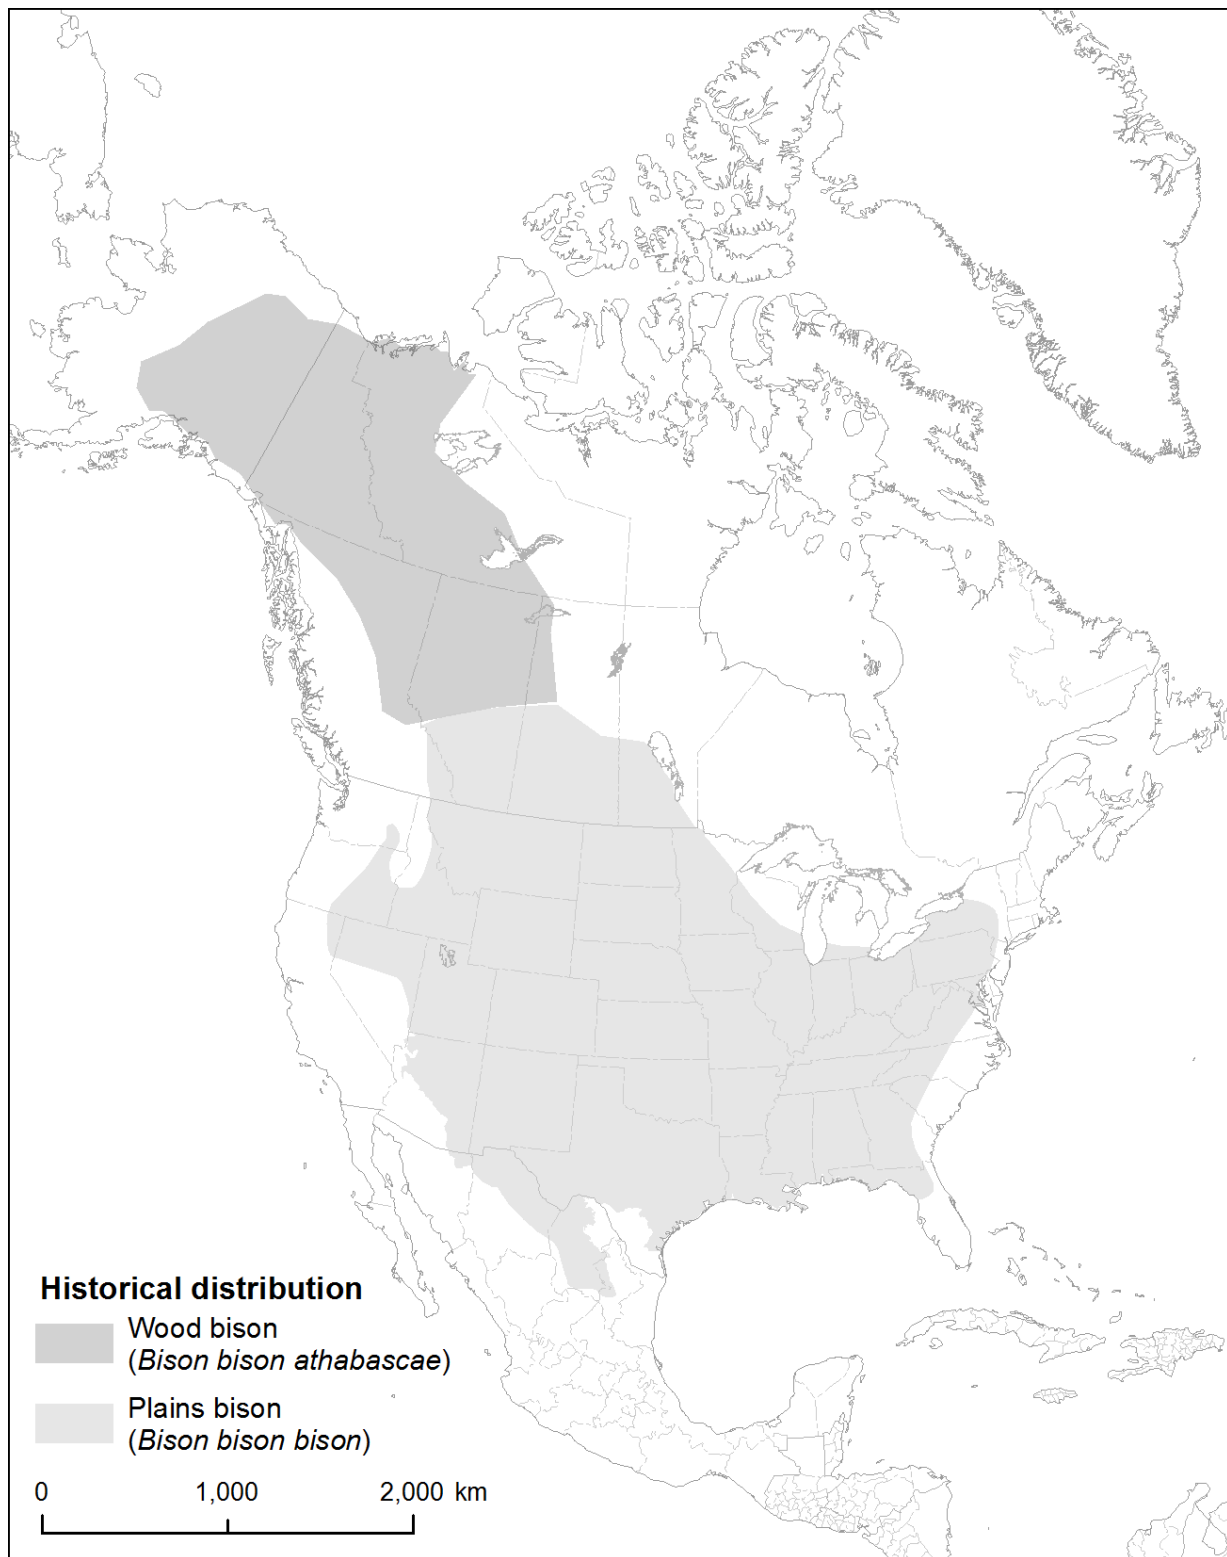 Historical distribution
Wood bison
(Bison bison athabascae)
Plains bison
(Bison bison bison)
0 1,000 2,000 km